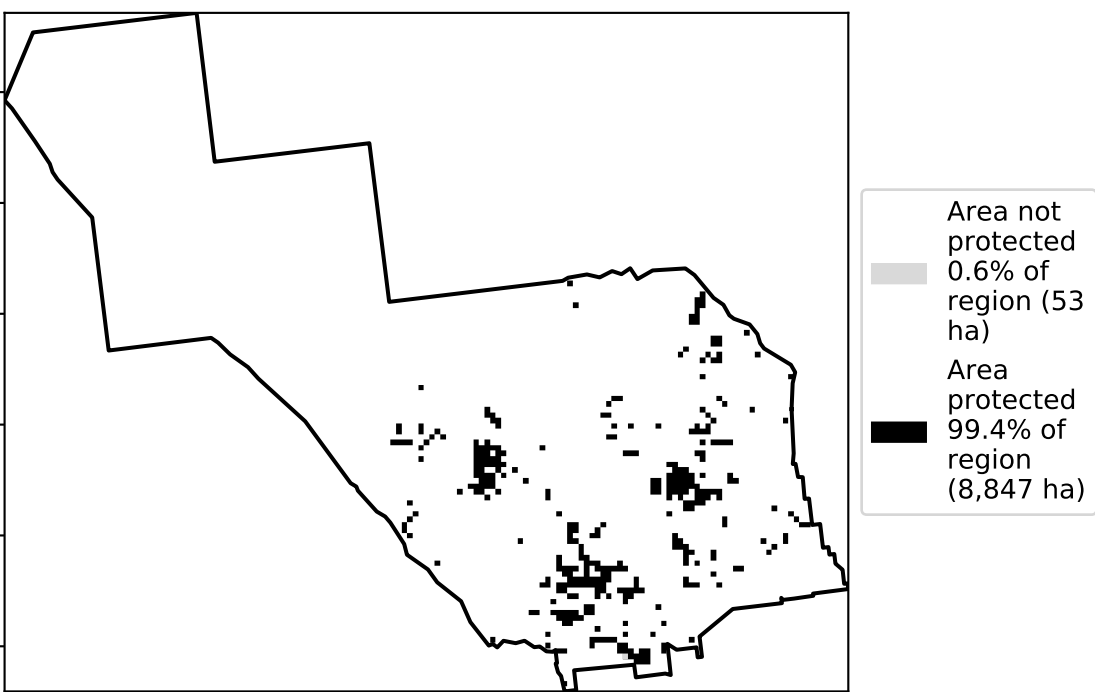 Area not
protected
0.6% of
region (53
ha)
Area
protected
99.4% of
region
(8,847 ha)